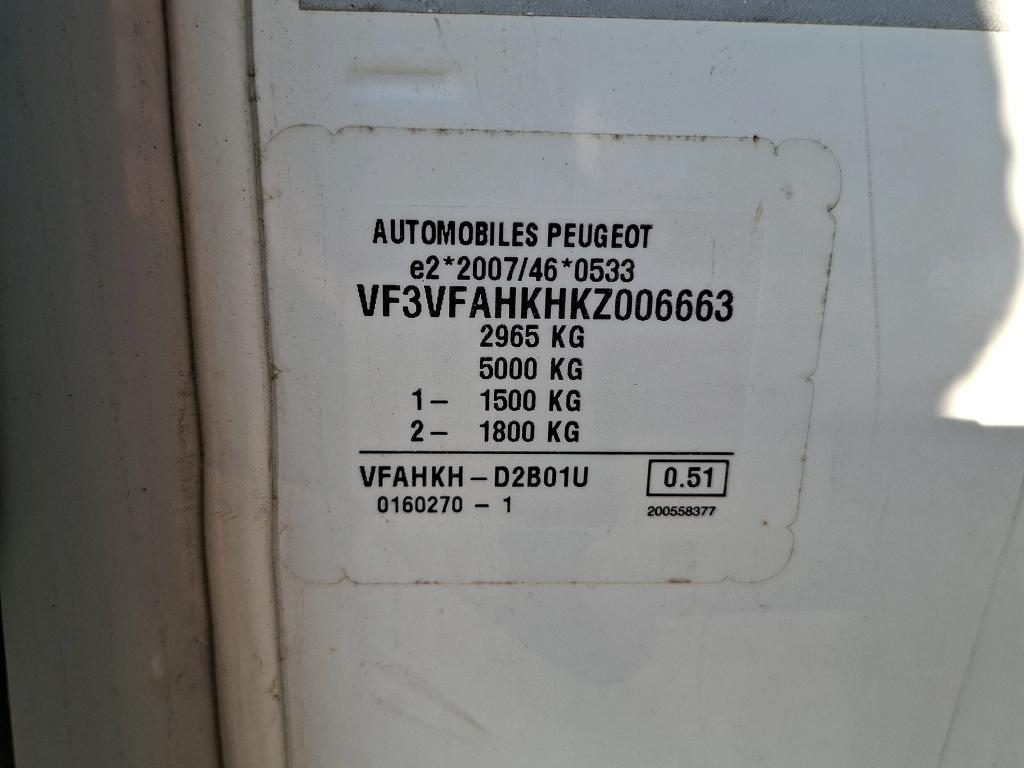 AUTOMOBILES PEUGEOT
e2*2007/46*0533
VF3VFAHKHKZ006663
2965 KG
5000 KG
1- 1500 KG
2- 1800 KG
VFAHKH-D2B01U 0.51
0160270 - 1 200558377